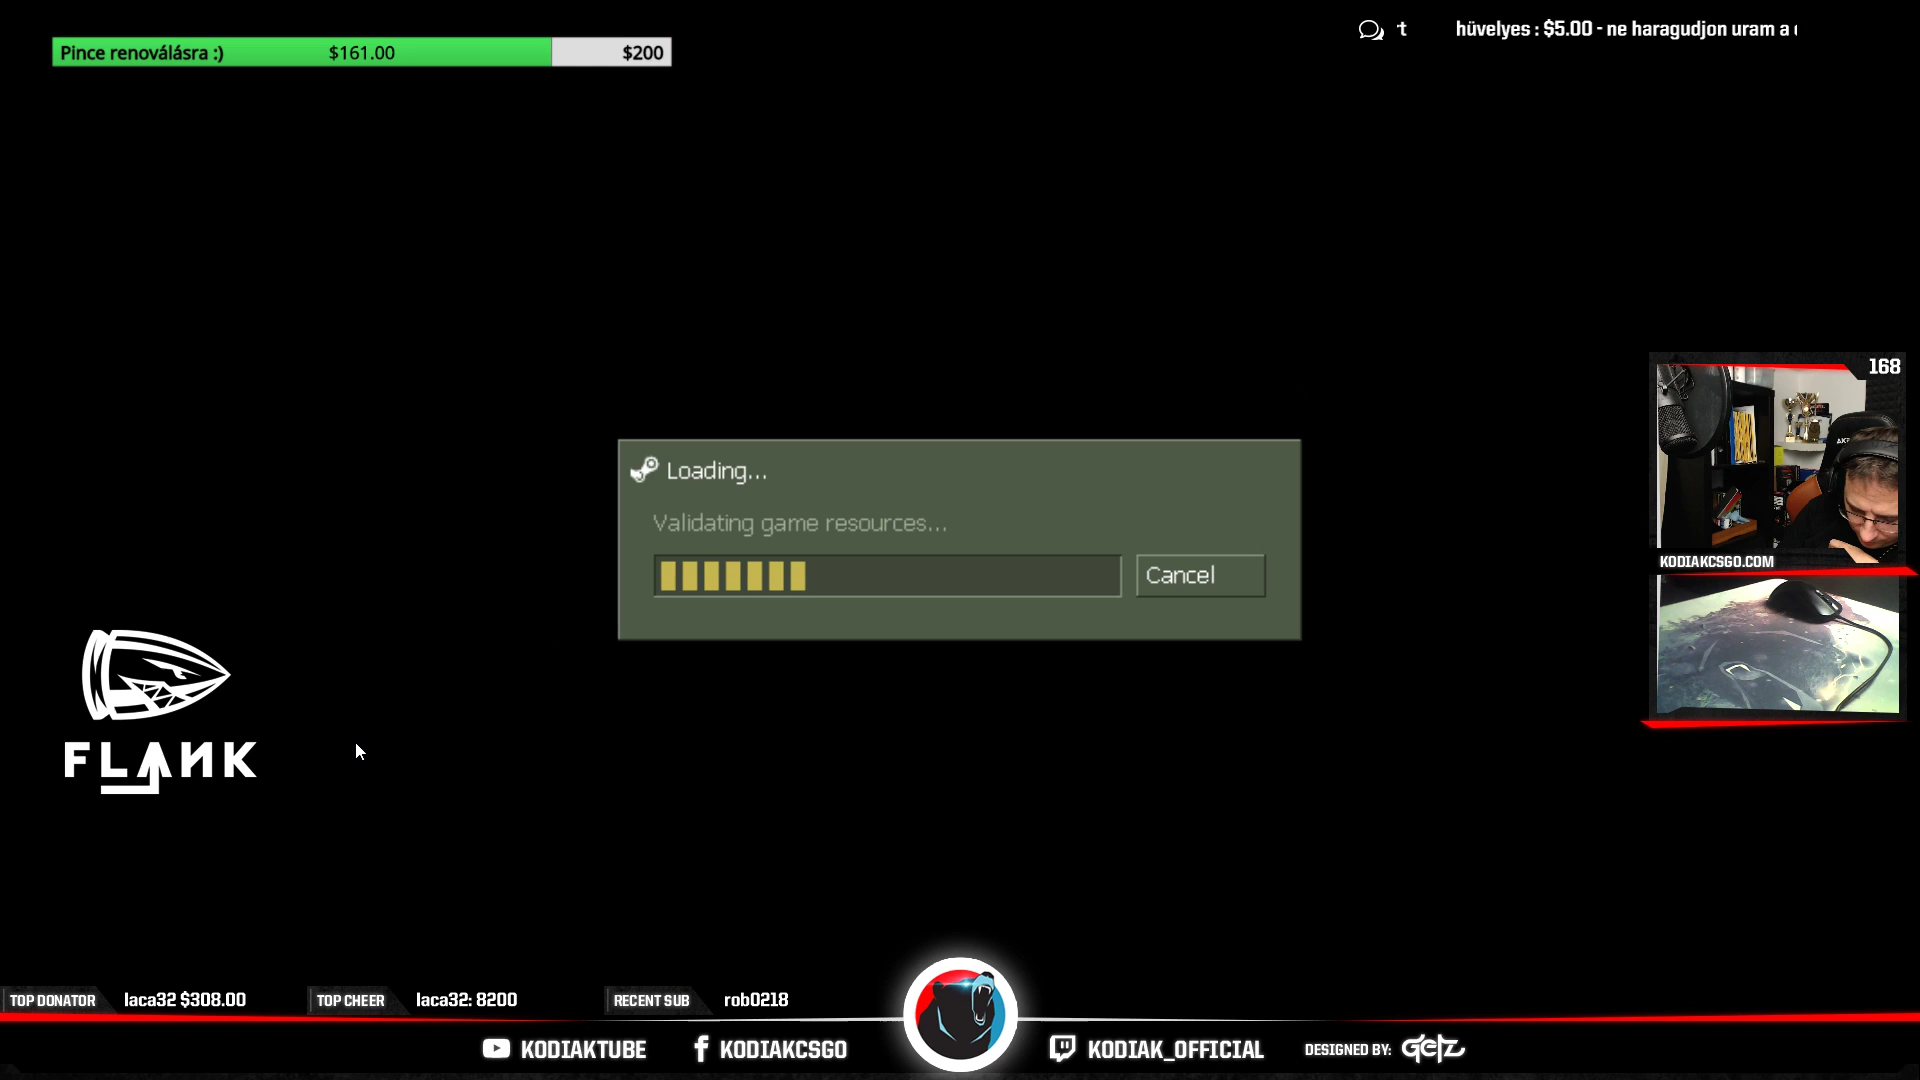 Pince renoválásra :) $161.00 $200
t hüvelyes : $5.00 - ne haragudjon uram a
168
Loading...
Validating game resources...
Cancel
KODIAKCSGO.COM
FLANK
TOP DONATOR laca32 $308.00 TOP CHEER laca32: 8200 RECENT SUB rob0218
KODIAKTUBE KODIAKCSGO KODIAK_OFFICIAL DESIGNED BY: Getz